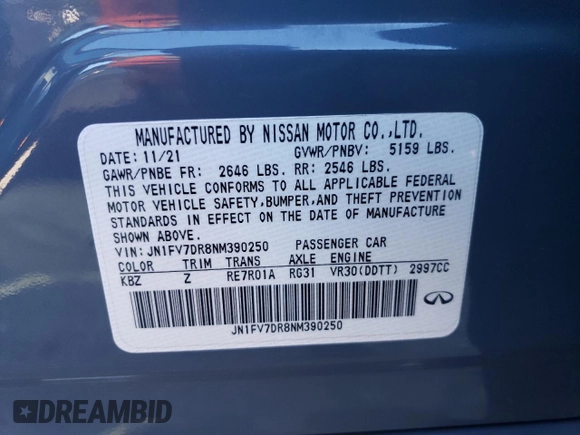 MANUFACTURED BY NISSAN MOTOR CO.,LTD.
DATE: 11/21 GVWR/PNBV: 5159 LBS.
GAWR/PNBE FR: 2646 LBS. RR: 2546 LBS.
THIS VEHICLE CONFORMS TO ALL APPLICABLE FEDERAL
MOTOR VEHICLE SAFETY,BUMPER,AND THEFT PREVENTION
STANDARDS IN EFFECT ON THE DATE OF MANUFACTURE
SHOWN ABOVE.
VIN: JN1FV7DR8NM390250 PASSENGER CAR
COLOR TRIM TRANS AXLE ENGINE
KBZ Z RE7R01A RG31 VR30(DDTT) 2997CC
JN1FV7DR8NM390250
DREAMBID